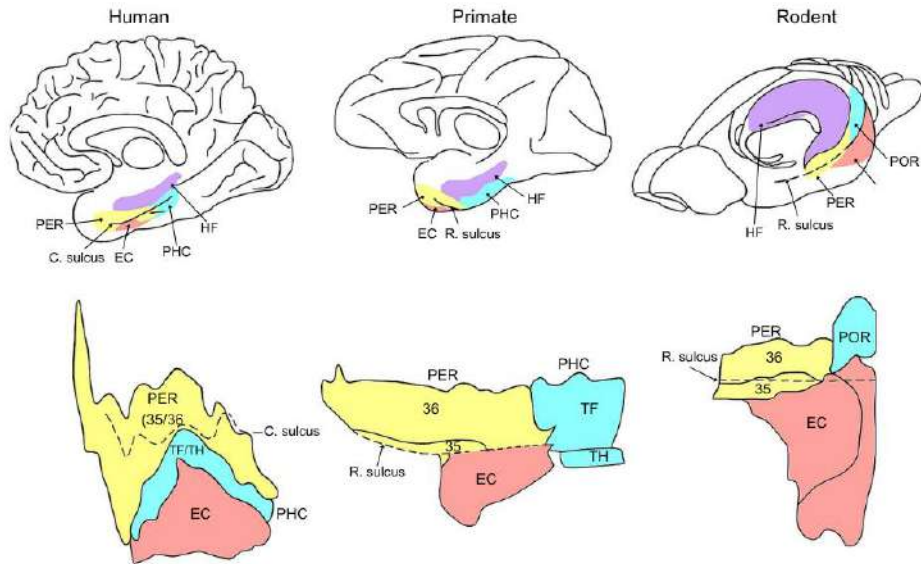 Human
Primate
Rodent
PER
C. sulcus
EC
PHC
HF
PER
EC
R. sulcus
PHC
HF
HF
R. sulcus
PER
POR
PER
(35/36
C. sulcus
TF/TH
EC
PHC
PER
36
35
R. sulcus
EC
PHC
TF
TH
PER
36
R. sulcus
35
POR
EC